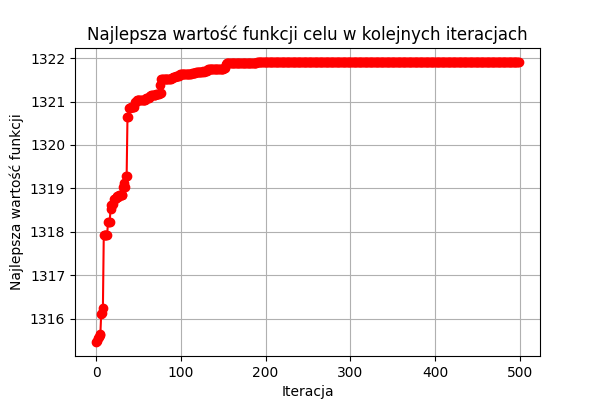 Najlepsza wartość funkcji celu w kolejnych iteracjach
Najlepsza wartość funkcji
1322
1321
1320
1319
1318
1317
1316
0 100 200 300 400 500
Iteracja